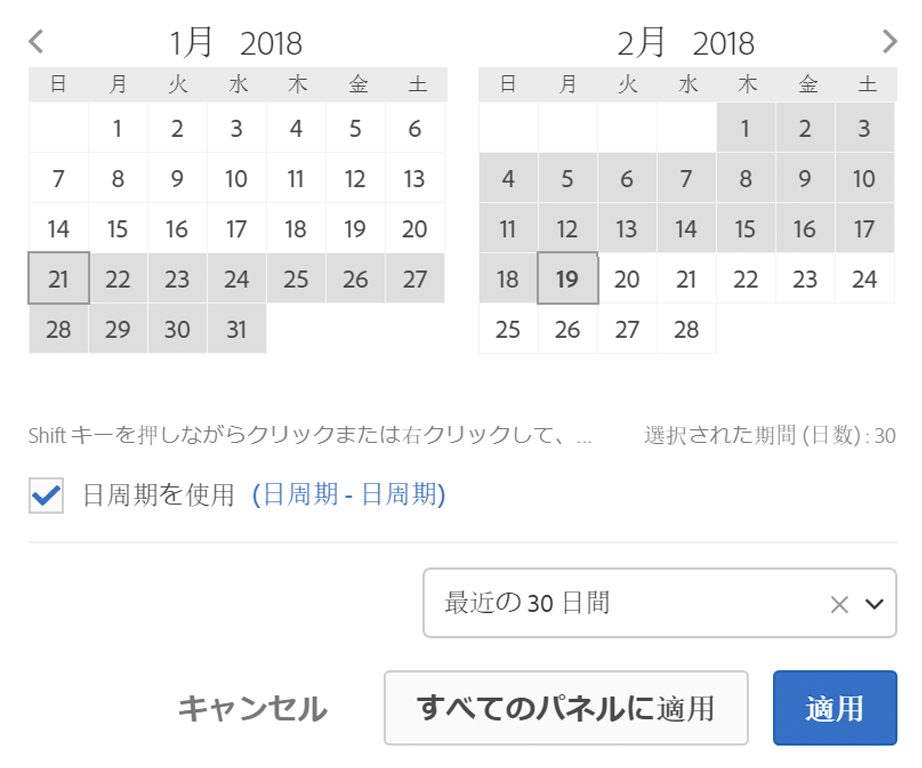 1月 2018
日 月 火 水 木 金 土
1 2 3 4 5 6
7 8 9 10 11 12 13
14 15 16 17 18 19 20
21 22 23 24 25 26 27
28 29 30 31
2月 2018
日 月 火 水 木 金 土
1 2 3
4 5 6 7 8 9 10
11 12 13 14 15 16 17
18 19 20 21 22 23 24
25 26 27 28
Shift キーを押しながらクリックまたは右クリックして、...
選択された期間 (日数) : 30
日周期を使用 (日周期 - 日周期)
最近の 30 日間
キャンセル
すべてのパネルに適用
適用